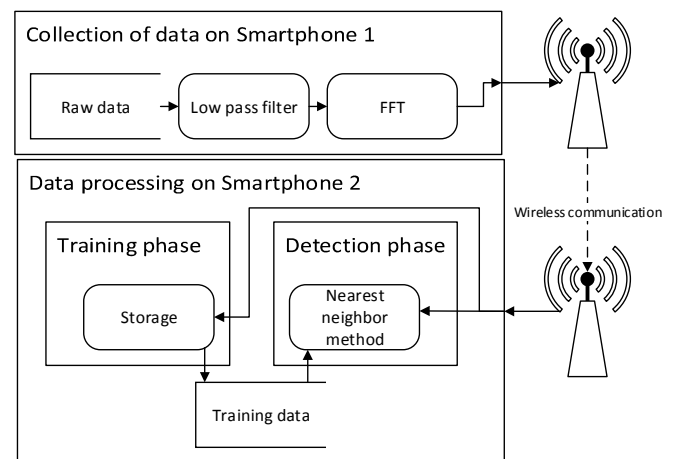 Collection of data on Smartphone 1
Raw data
Low pass filter
FFT
Data processing on Smartphone 2
Wireless communication
Training phase
Detection phase
Storage
Nearest
neighbor
method
Training data